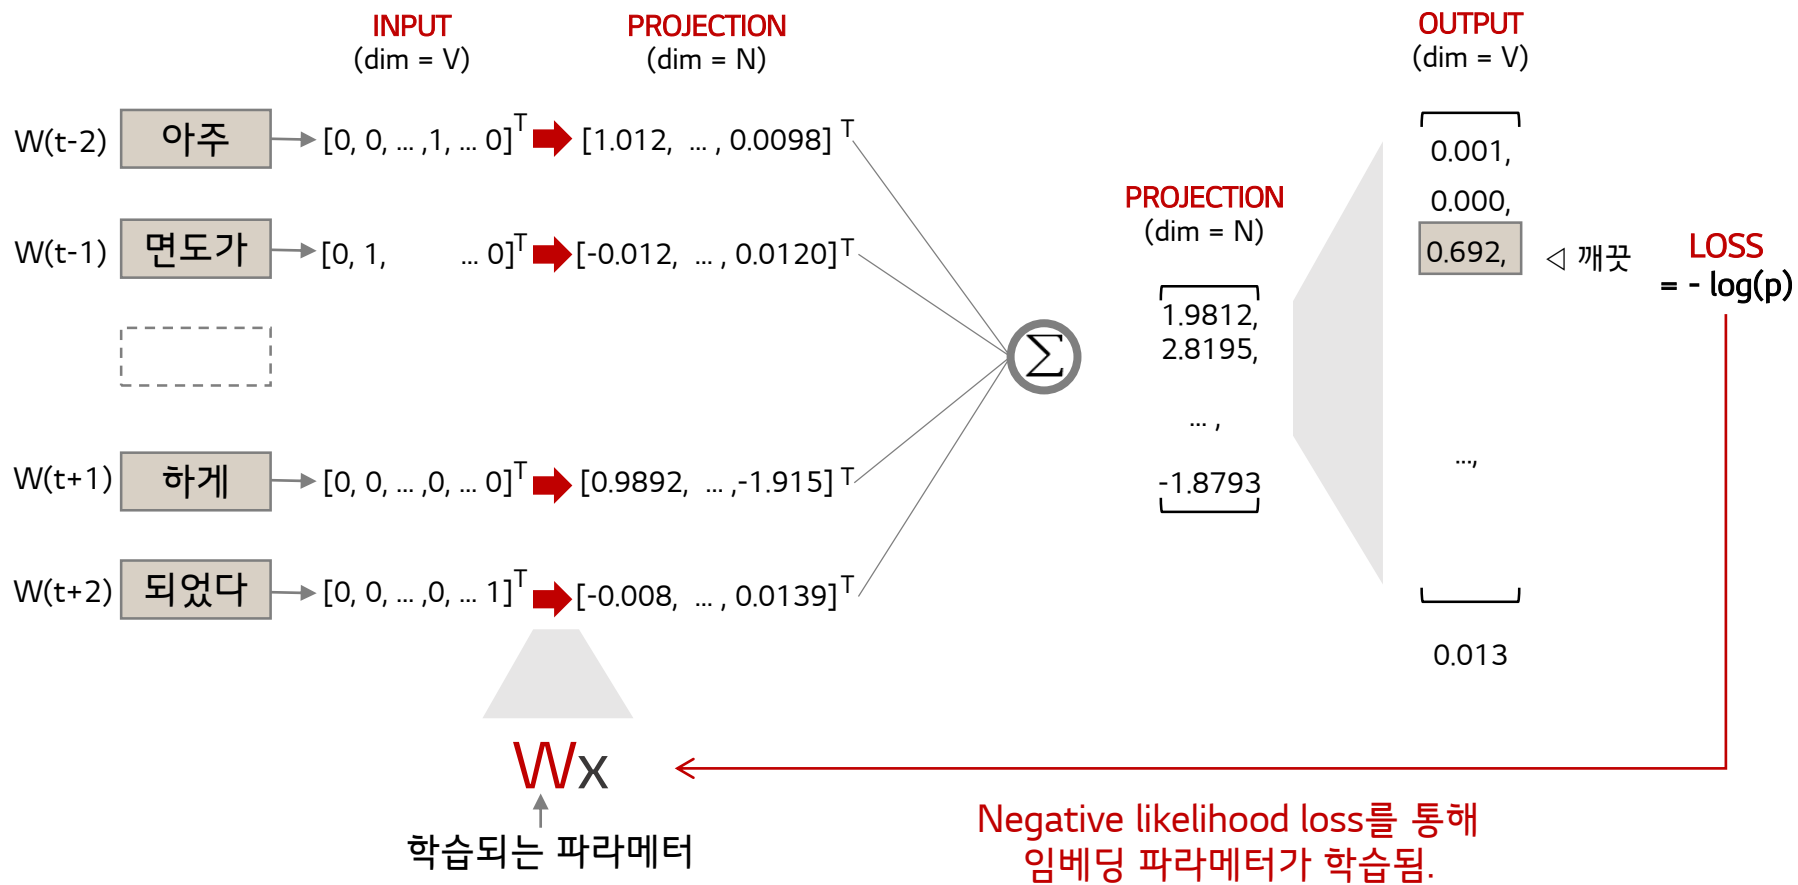 INPUT
(dim = V)
PROJECTION
(dim = N)
OUTPUT
(dim = V)
W(t-2) 아주 [0, 0, ... ,1, ... 0]T [1.012, ... , 0.0098] T
W(t-1) 면도가 [0, 1, ... 0]T [-0.012, ... , 0.0120] T
W(t+1) 하게 [0, 0, ... ,0, ... 0]T [0.9892, ... ,-1.915] T
W(t+2) 되었다 [0, 0, ... ,0, ... 1]T [-0.008, ... , 0.0139] T
∑
PROJECTION
(dim = N)
1.9812,
2.8195,
... ,
-1.8793
0.001,
0.000,
0.692,
...,
0.013
◁ 깨끗
LOSS
= - log(p)
Wx
학습되는 파라메터
Negative likelihood loss를 통해
임베딩 파라메터가 학습됨.